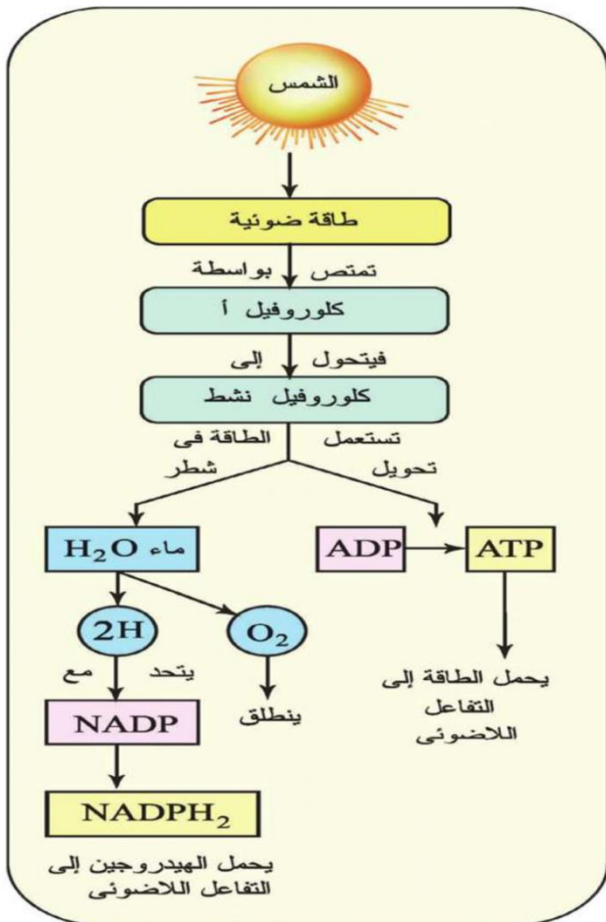 الشمس
طاقة ضوئية
تمتص بواسطة
كلوروفيل أ
فيتحول إلى
كلوروفيل نشط
تستعمل الطاقة فى
تحويل شطر
ماء H₂O
ADP ATP
2H O₂
يتحد مع
ينطلق
يحمل الطاقة إلى
التفاعل
اللاضوئى
NADP
NADPH₂
يحمل الهيدروجين إلى
التفاعل اللاضوئى